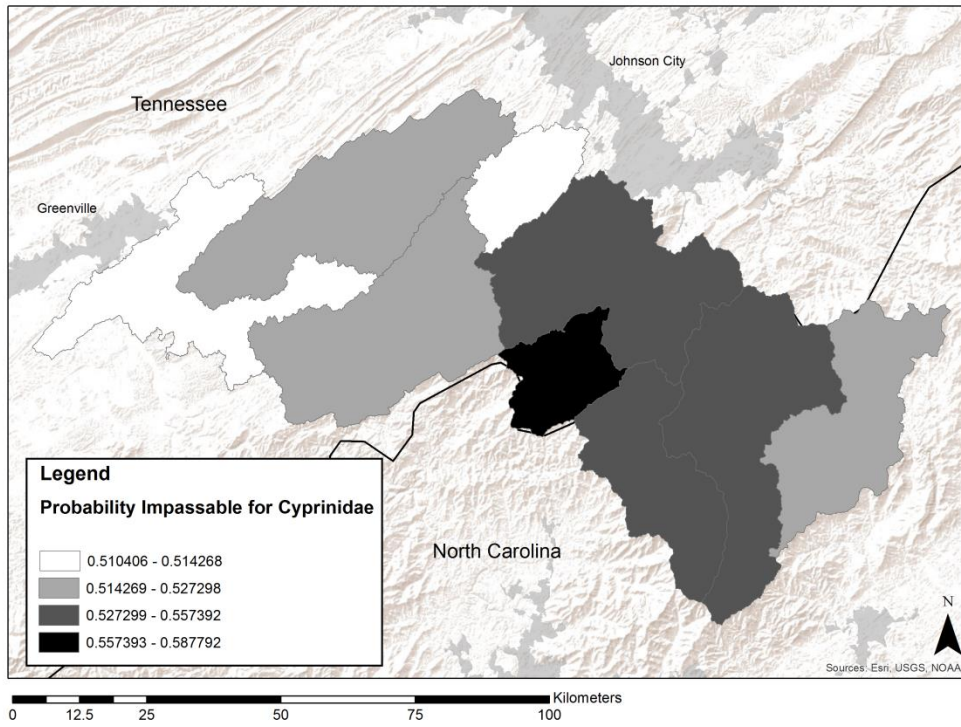 Johnson City
Tennessee
Greenville
Legend
Probability Impassable for Cyprinidae
0.510406 - 0.514268
0.514269 - 0.527298
0.527299 - 0.557392
0.557393 - 0.587792
North Carolina
N
Sources: Esri, USGS, NOAA
Kilometers
0 12.5 25 50 75 100